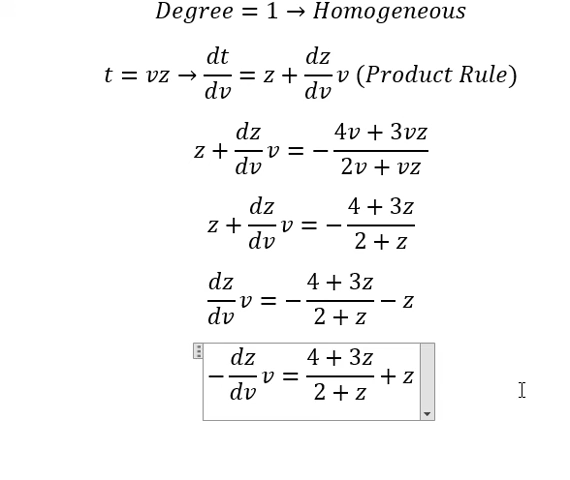 Degree = 1 → Homogeneous
t = vz → dt/dv = z + dz/dv v (Product Rule)
z + dz/dv v = − (4v + 3vz)/(2v + vz)
z + dz/dv v = − (4 + 3z)/(2 + z)
dz/dv v = − (4 + 3z)/(2 + z) − z
− dz/dv v = (4 + 3z)/(2 + z) + z